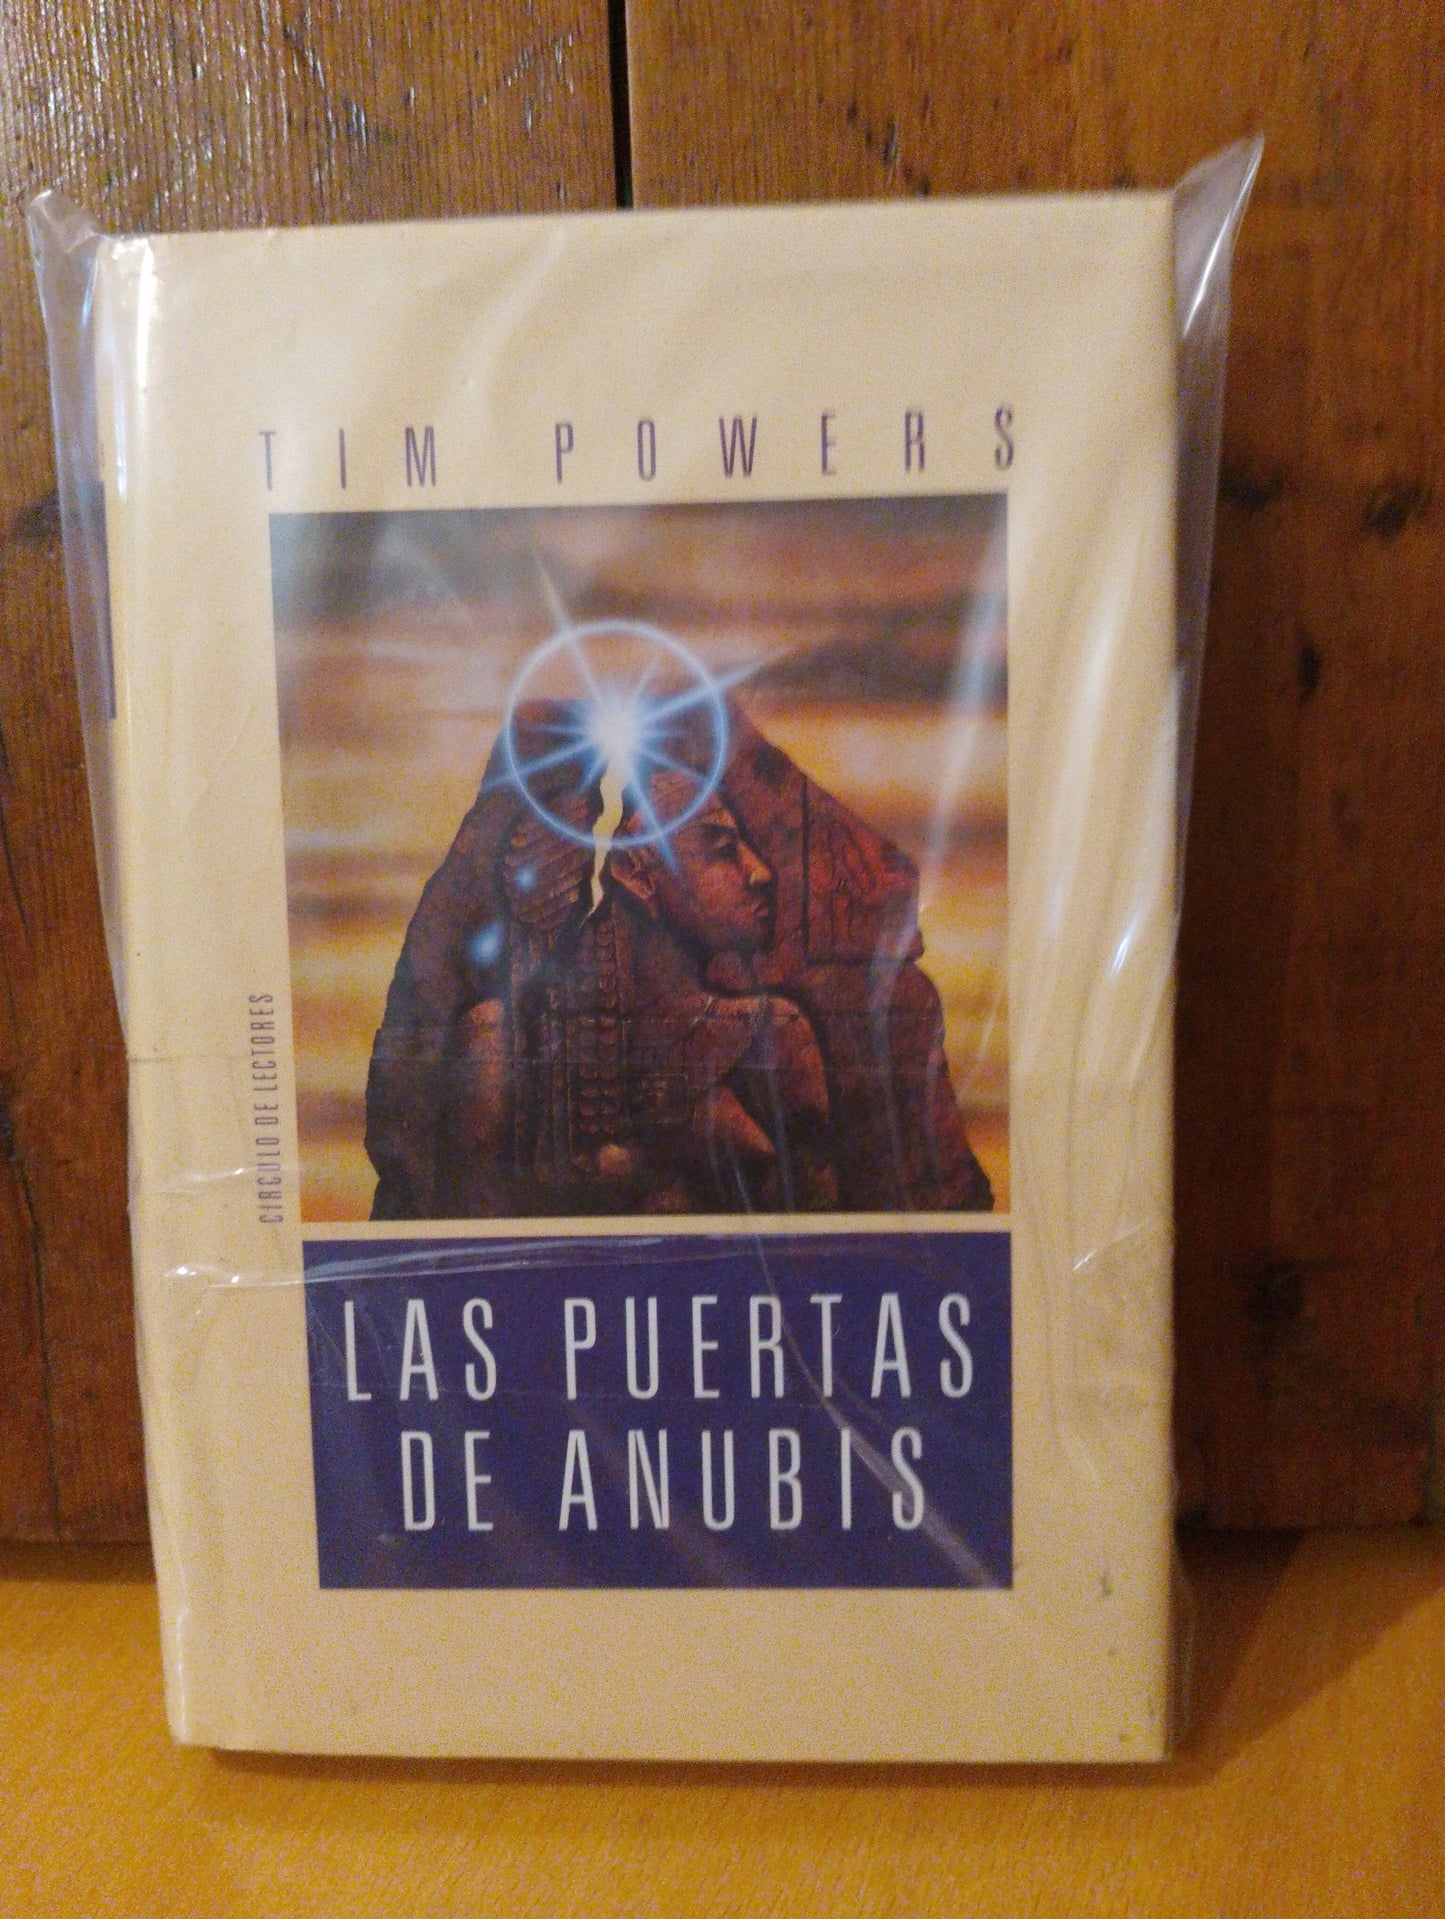 TIM POWERS
CIRCULO DE LECTORES
LAS PUERTAS
DE ANUBIS